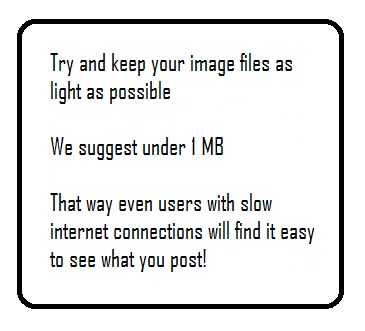 Try and keep your image files as
light as possible
We suggest under 1 MB
That way even users with slow
internet connections will find it easy
to see what you post!